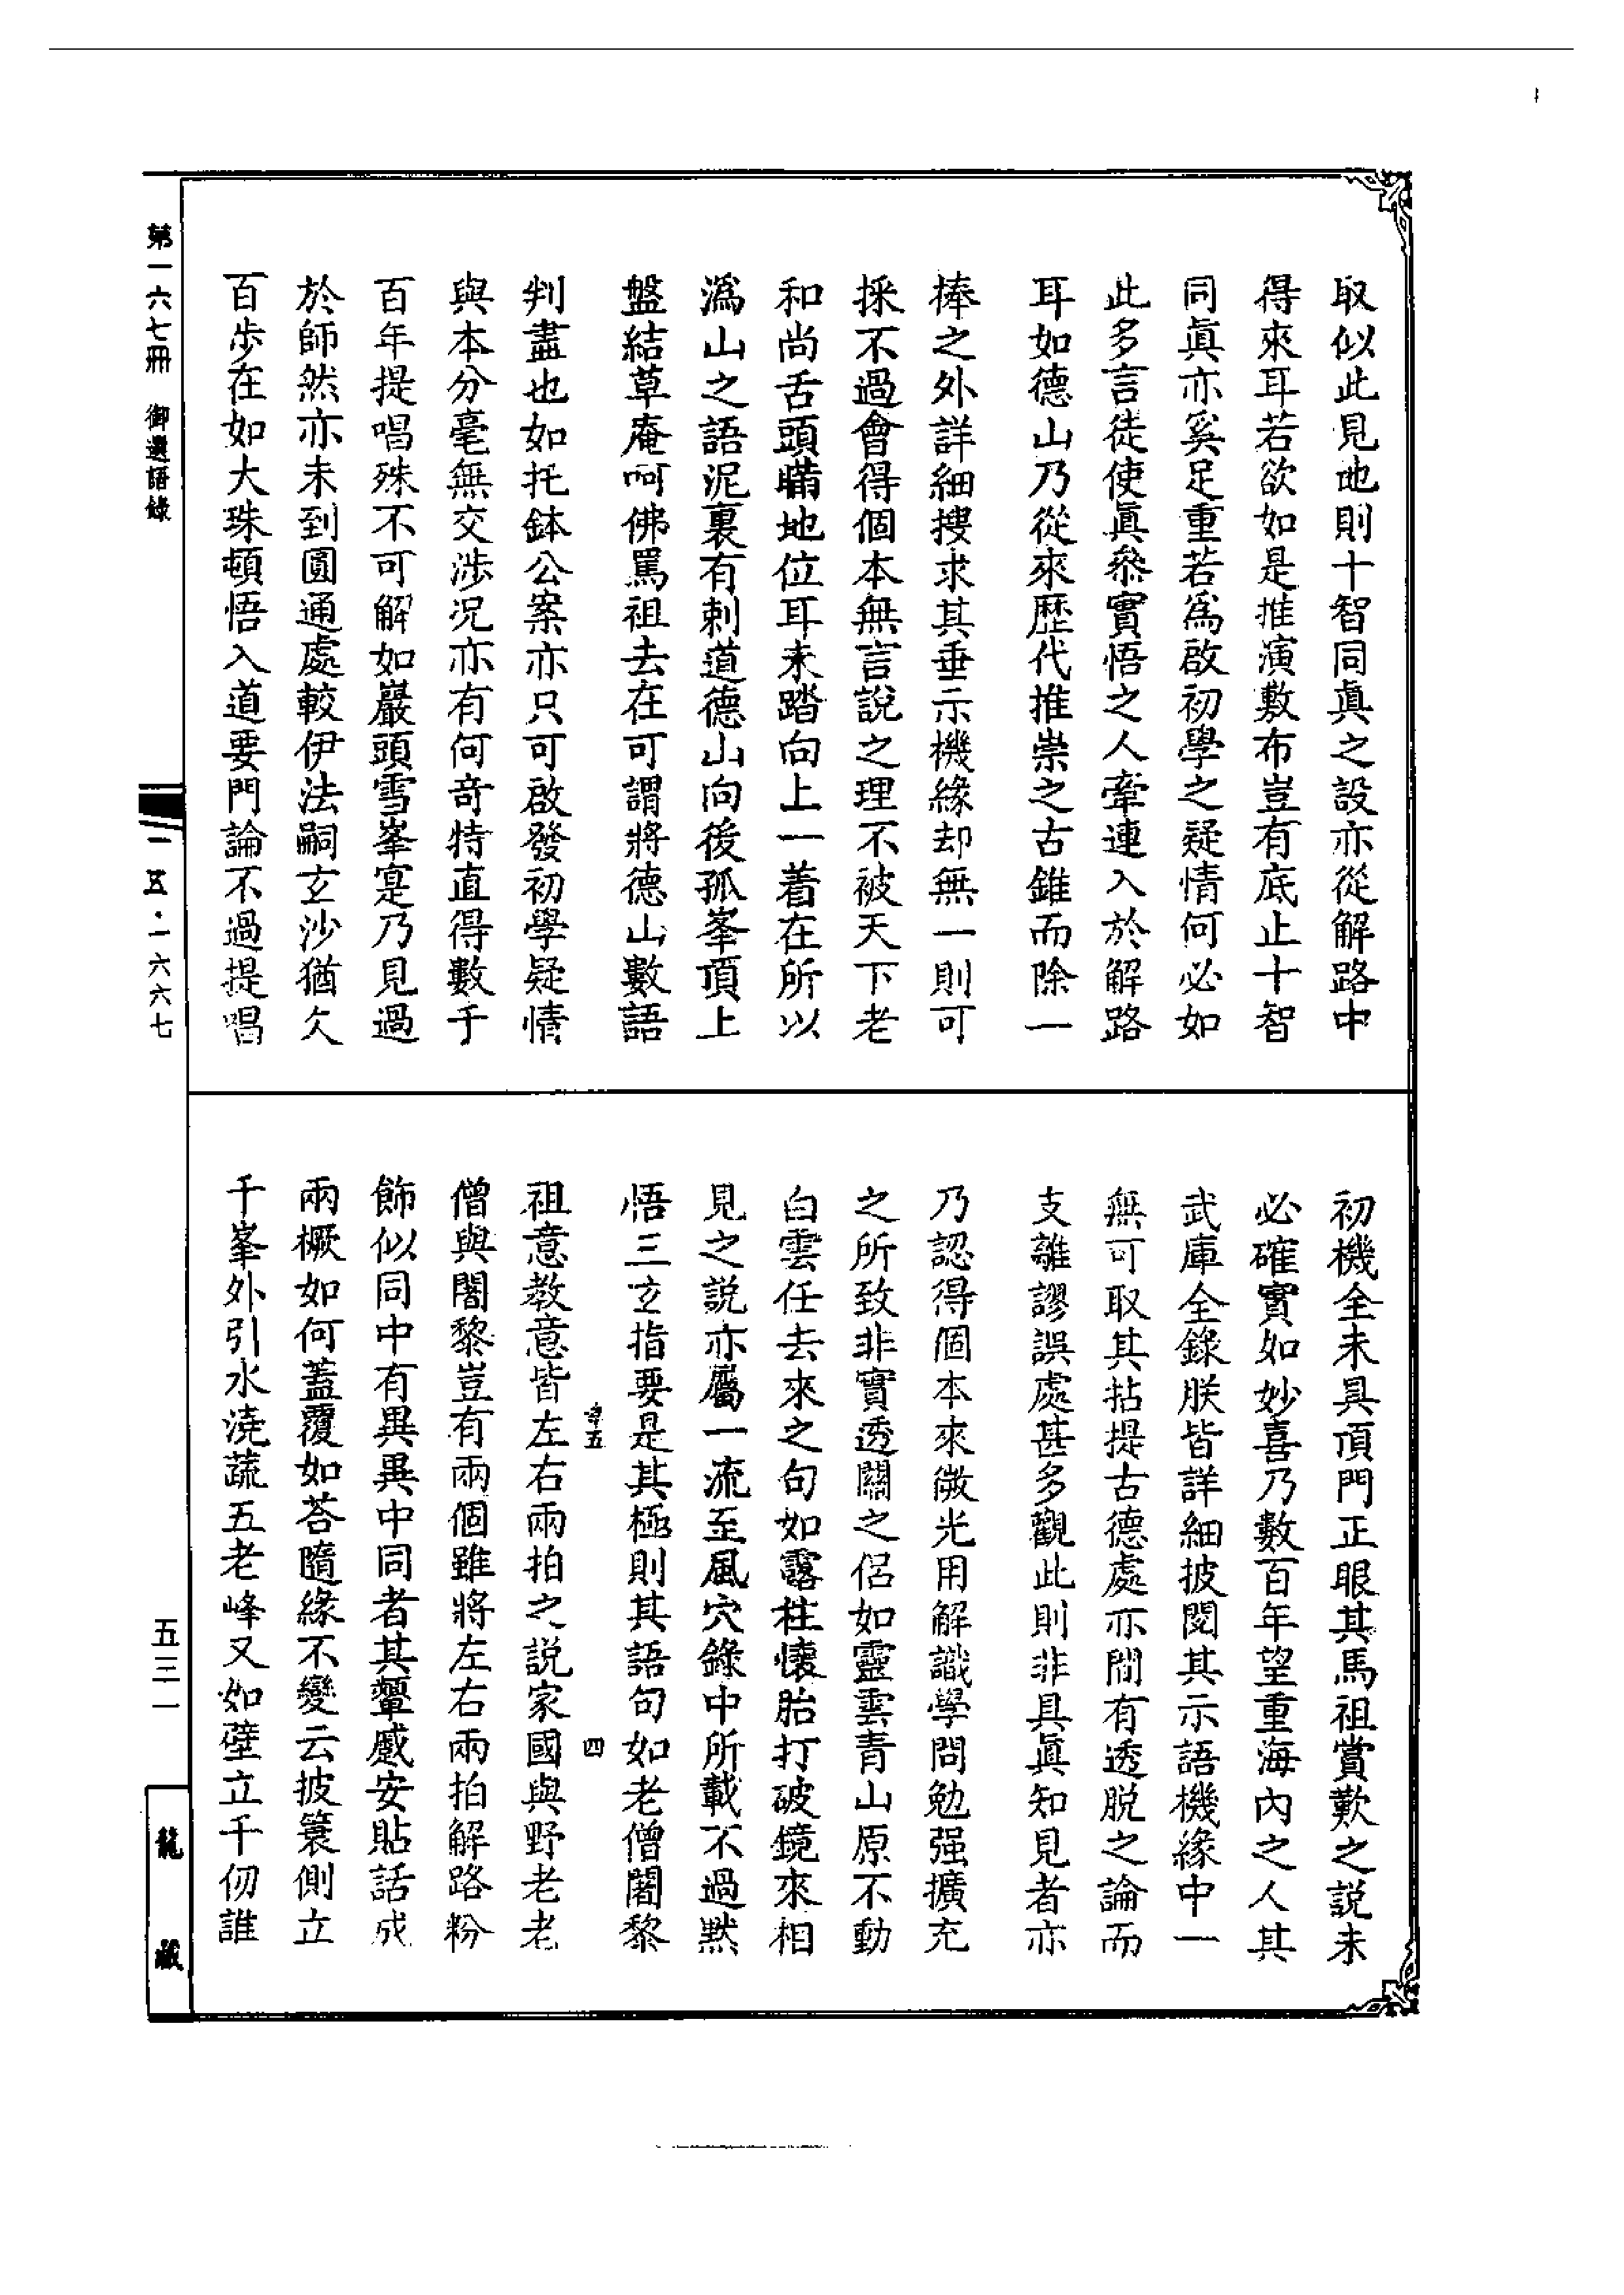 取似此見地則十智同眞之設亦從解路中
得來耳若欲如是推演敷布豈有底止十智
同眞亦奚足重若爲啟初學之疑情何必如
此多言徒使眞叅實悟之人牽連入於解路
耳如德山乃從來歷代推崇之古錐而除一
棒之外詳細搜求其垂示機緣却無一則可
採不過會得個本無言說之理不被天下老
和尚舌頭瞞地位耳未踏向上一着在所以
潙山之語泥裏有刺道德山向後孤峯頂上
盤結草庵呵佛罵祖去在可謂將德山數語
判盡也如托鉢公案亦只可啟發初學疑情
與本分毫無交涉況亦有何奇特直得數千
百年提唱殊不可解如巖頭雪峯寔乃見過
於師然亦未到圓通處較伊法嗣玄沙猶欠
百步在如大珠頓悟入道要門論不過提唱
初機全未具頂門正眼其馬祖賞歎之説未
必確實如妙喜乃數百年望重海內之人其
武庫全錄朕皆詳細披閱其示語機緣中一
無可取其拈提古德處亦間有透脱之論而
支離謬誤處甚多觀此則非具眞知見者亦
乃認得個本來微光用解識學問勉强擴充
之所致非實透關之侶如靈雲青山原不動
白雲任去來之句如露柱懷胎打破鏡來相
見之説亦屬一流至風穴錄中所載不過黙
悟三玄指要是其極則其語句如老僧闍黎
祖意教意皆左右兩拍之説家國與野老老
僧與闍黎豈有兩個雖將左右兩拍解路粉
飾似同中有異異中同者其顰慼安貼話成
兩橛如何蓋覆如荅隨緣不變云披簑側立
千峯外引水澆蔬五老峰又如壁立千仞誰
四
第一六七冊 御選語錄
一五·一六六七
五三一
龍藏